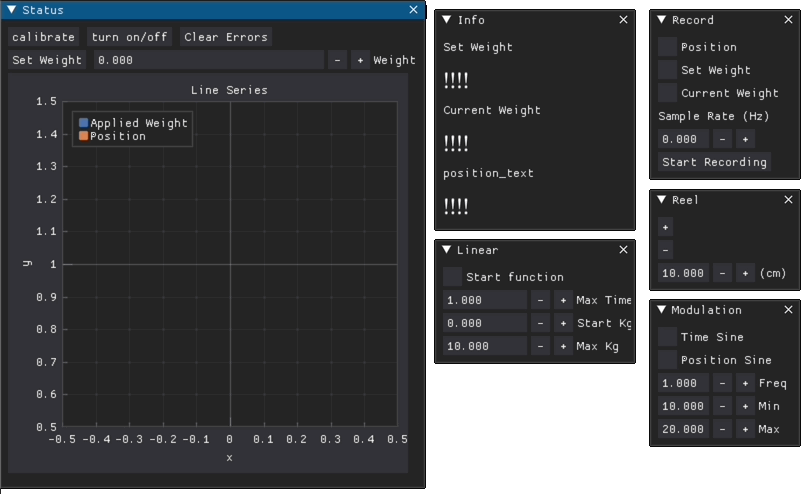 Status
calibrate turn on/off Clear Errors
Set Weight 0.000 - + Weight
Line Series
Applied Weight
Position
1.5
1.4
1.3
1.2
1.1
1
0.9
0.8
0.7
0.6
0.5
y
-0.5 -0.4 -0.3 -0.2 -0.1 0 0.1 0.2 0.3 0.4 0.5
x
Info
Set Weight
!!!!
Current Weight
!!!!
position_text
!!!!
Linear
Start function
1.000 - + Max Time
0.000 - + Start Kg
10.000 - + Max Kg
Record
Position
Set Weight
Current Weight
Sample Rate (Hz)
0.000 - +
Start Recording
Reel
+
-
10.000 - + (cm)
Modulation
Time Sine
Position Sine
1.000 - + Freq
10.000 - + Min
20.000 - + Max